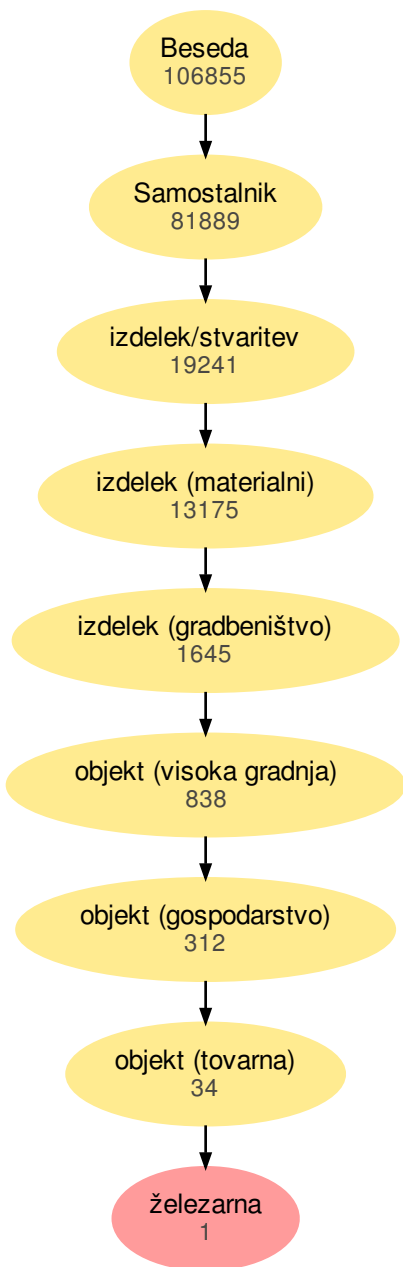 Beseda
106855
Samostalnik
81889
izdelek/stvaritev
19241
izdelek (materialni)
13175
izdelek (gradbeništvo)
1645
objekt (visoka gradnja)
838
objekt (gospodarstvo)
312
objekt (tovarna)
34
železarna
1